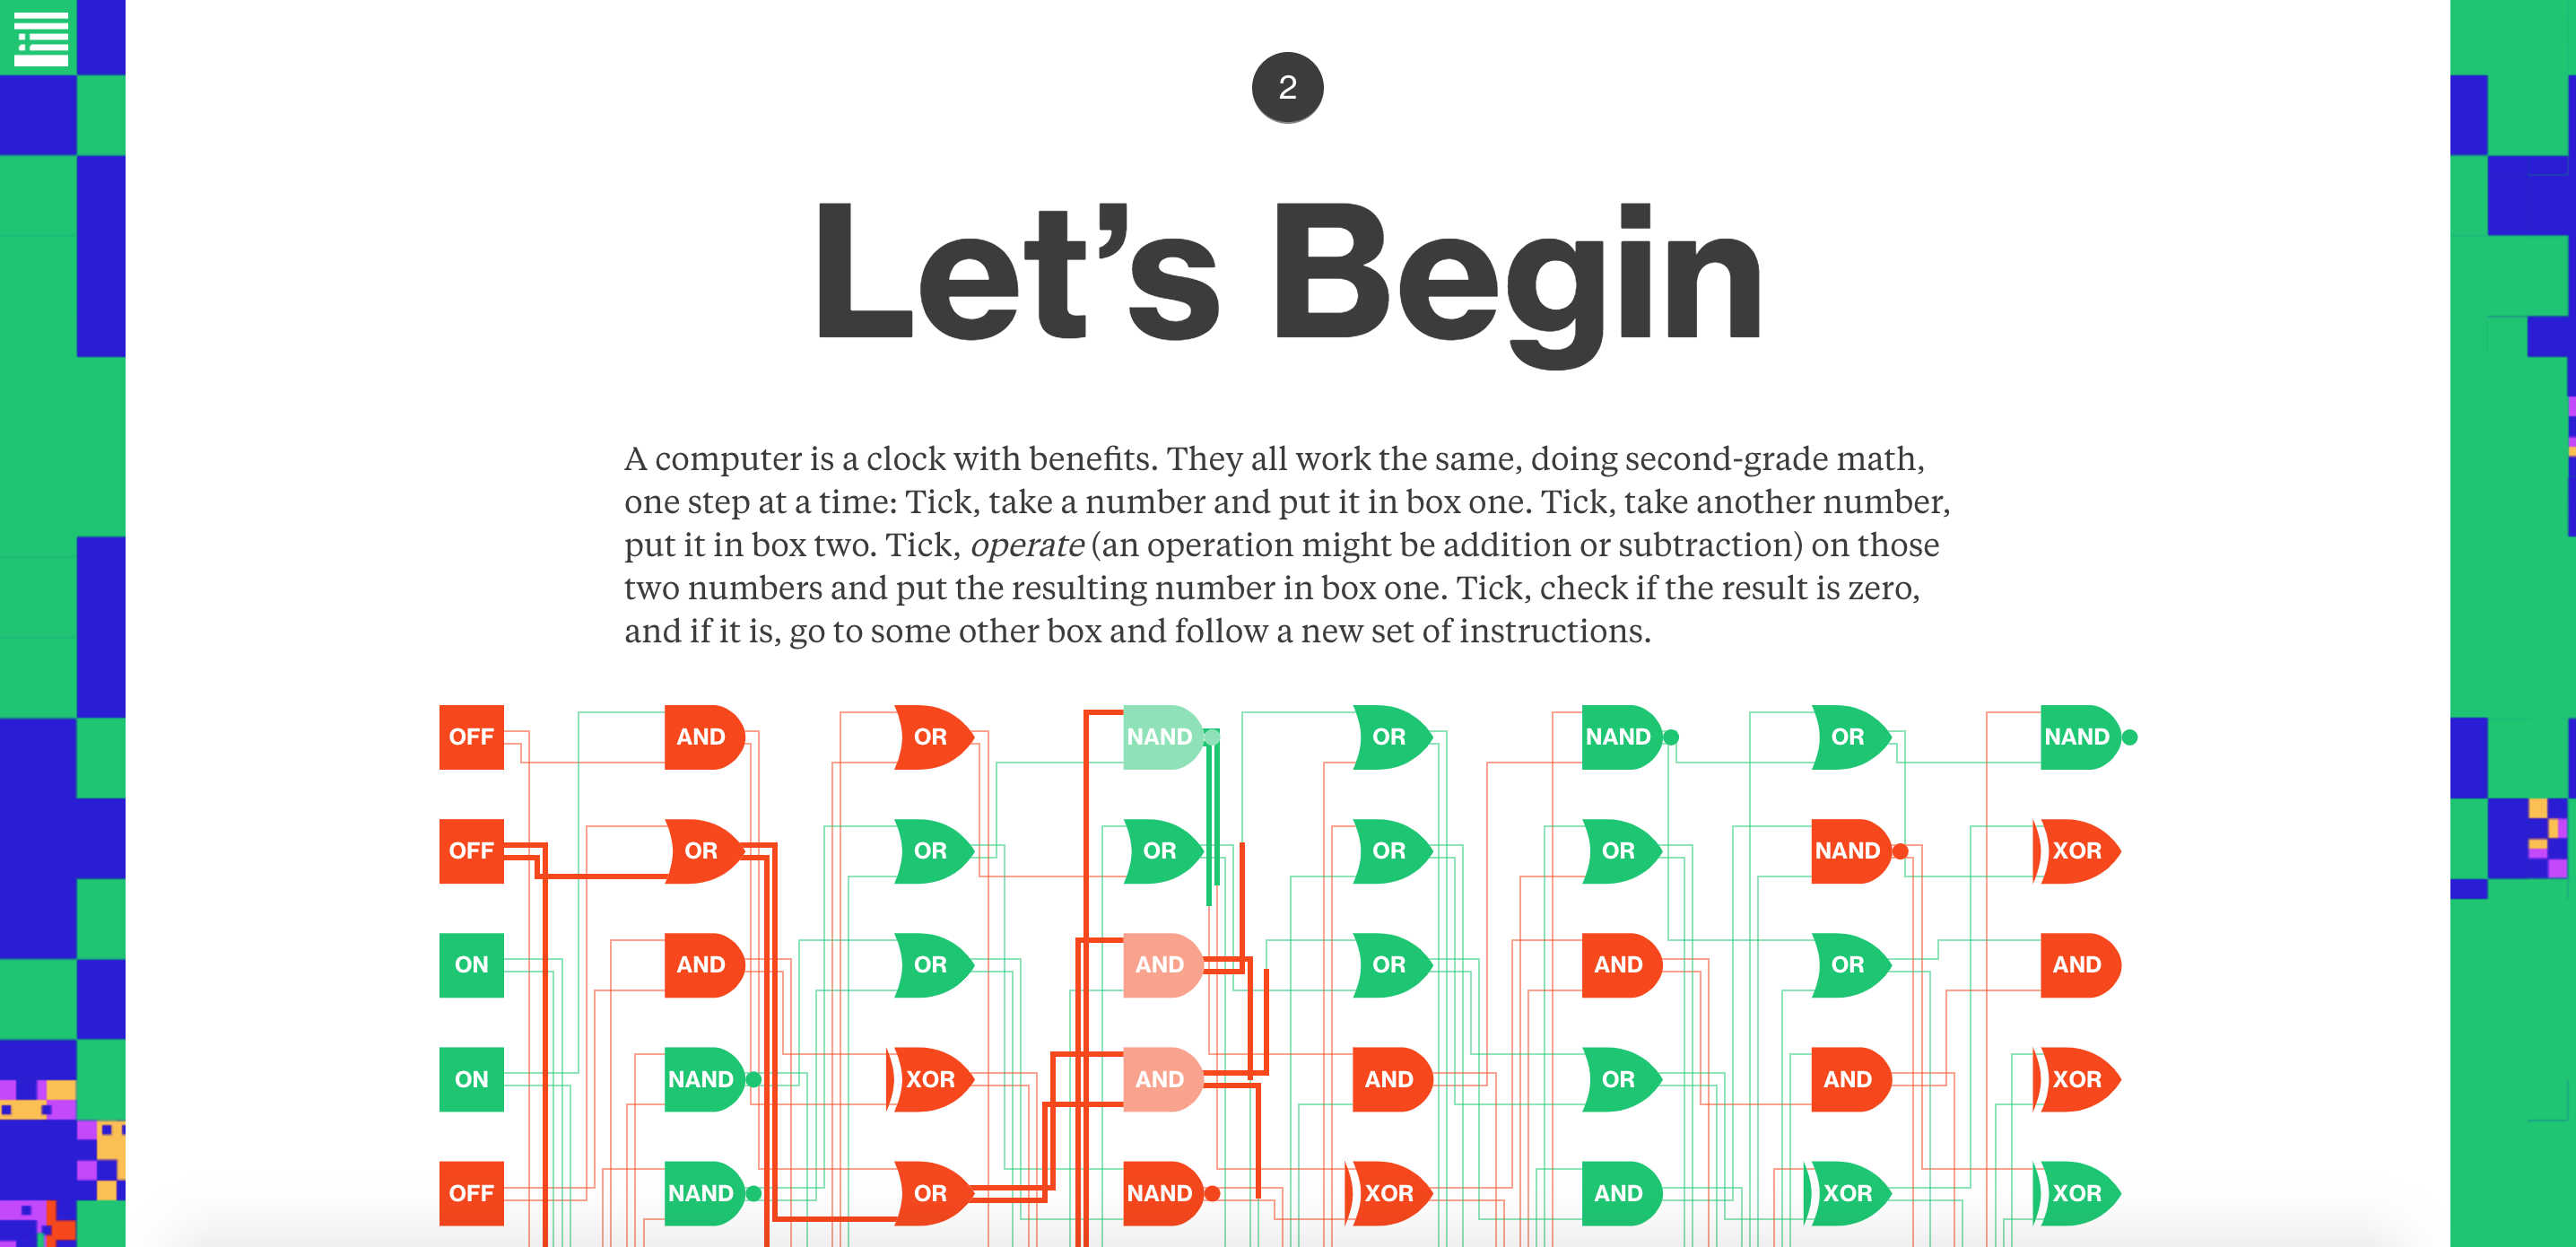 2
Let’s Begin
A computer is a clock with benefits. They all work the same, doing second-grade math,
one step at a time: Tick, take a number and put it in box one. Tick, take another number,
put it in box two. Tick, operate (an operation might be addition or subtraction) on those
two numbers and put the resulting number in box one. Tick, check if the result is zero,
and if it is, go to some other box and follow a new set of instructions.
OFF AND OR NAND OR NAND OR NAND
OFF OR OR OR OR OR NAND XOR
ON AND OR AND OR AND OR AND
ON NAND XOR AND AND OR AND XOR
OFF NAND OR NAND XOR AND XOR XOR